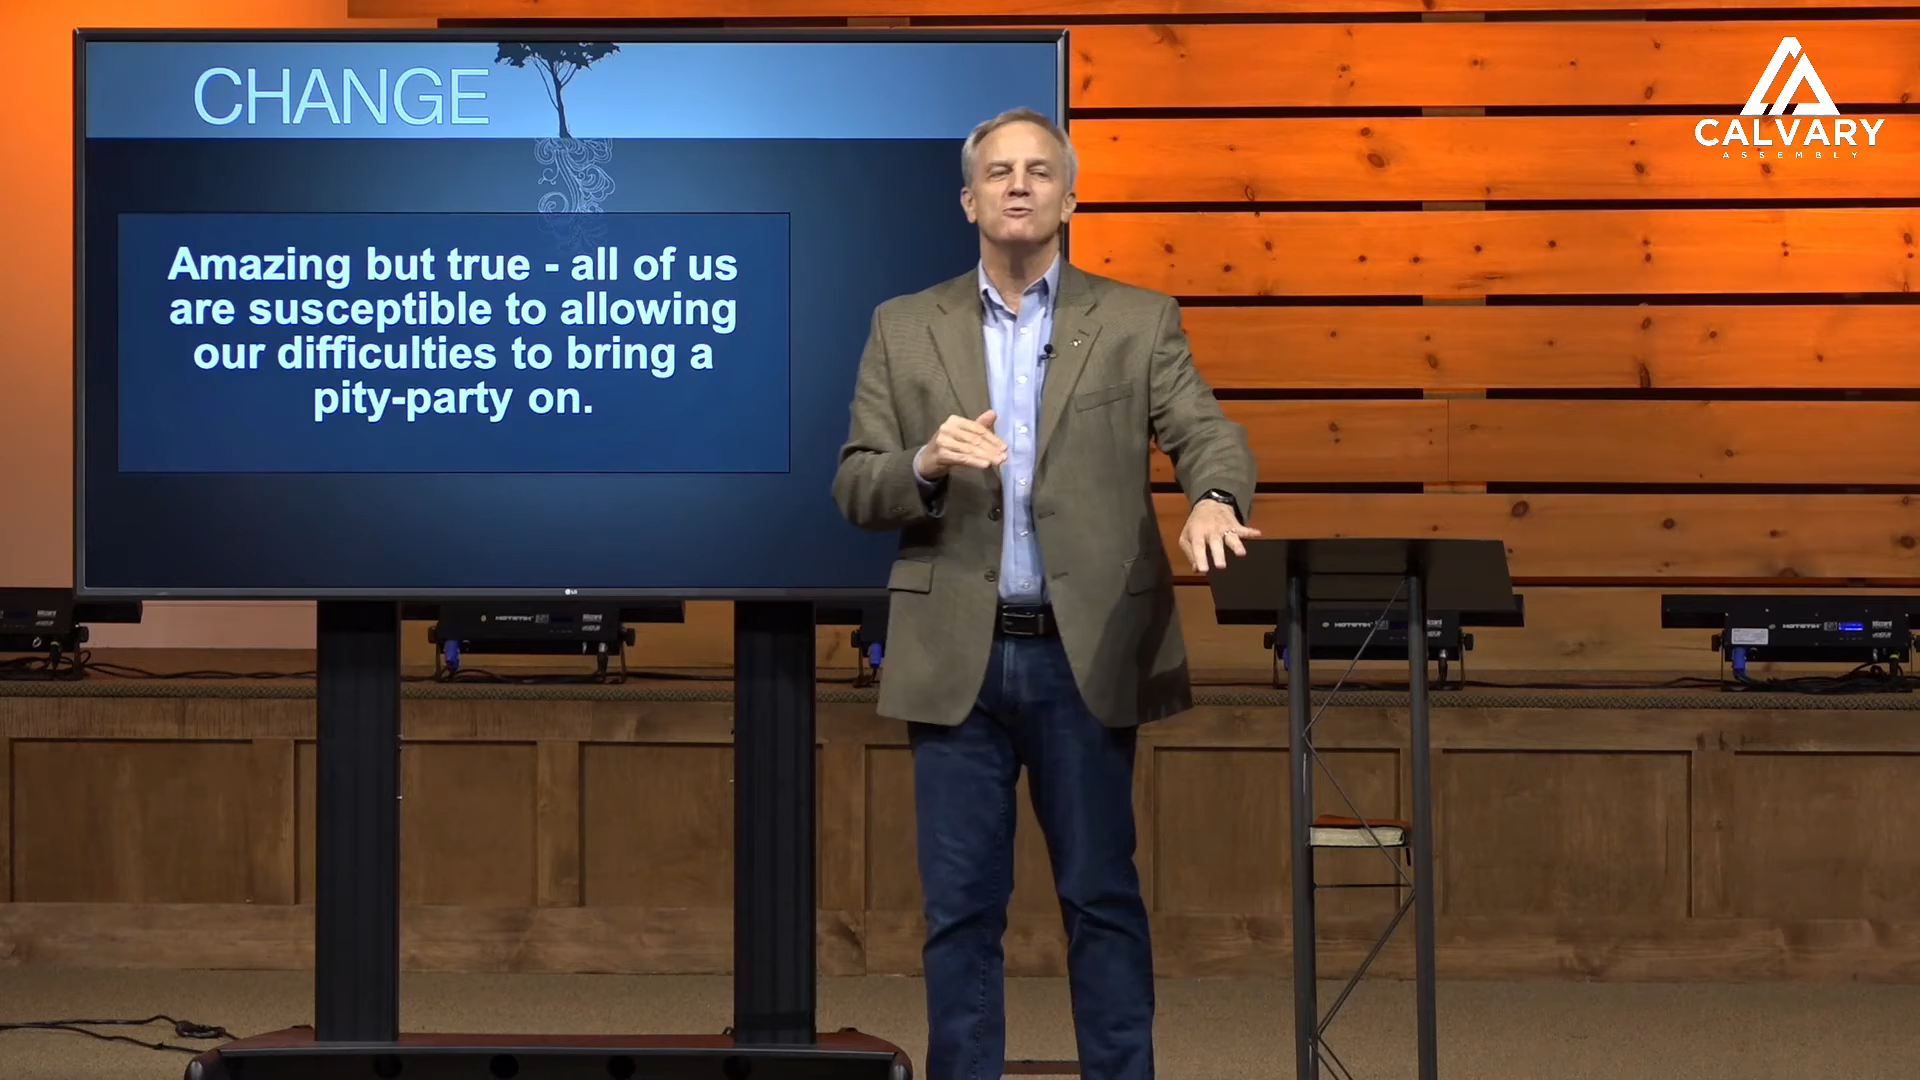 CHANGE
Amazing but true - all of us
are susceptible to allowing
our difficulties to bring a
pity-party on.
CALVARY
ASSEMBLY
LG